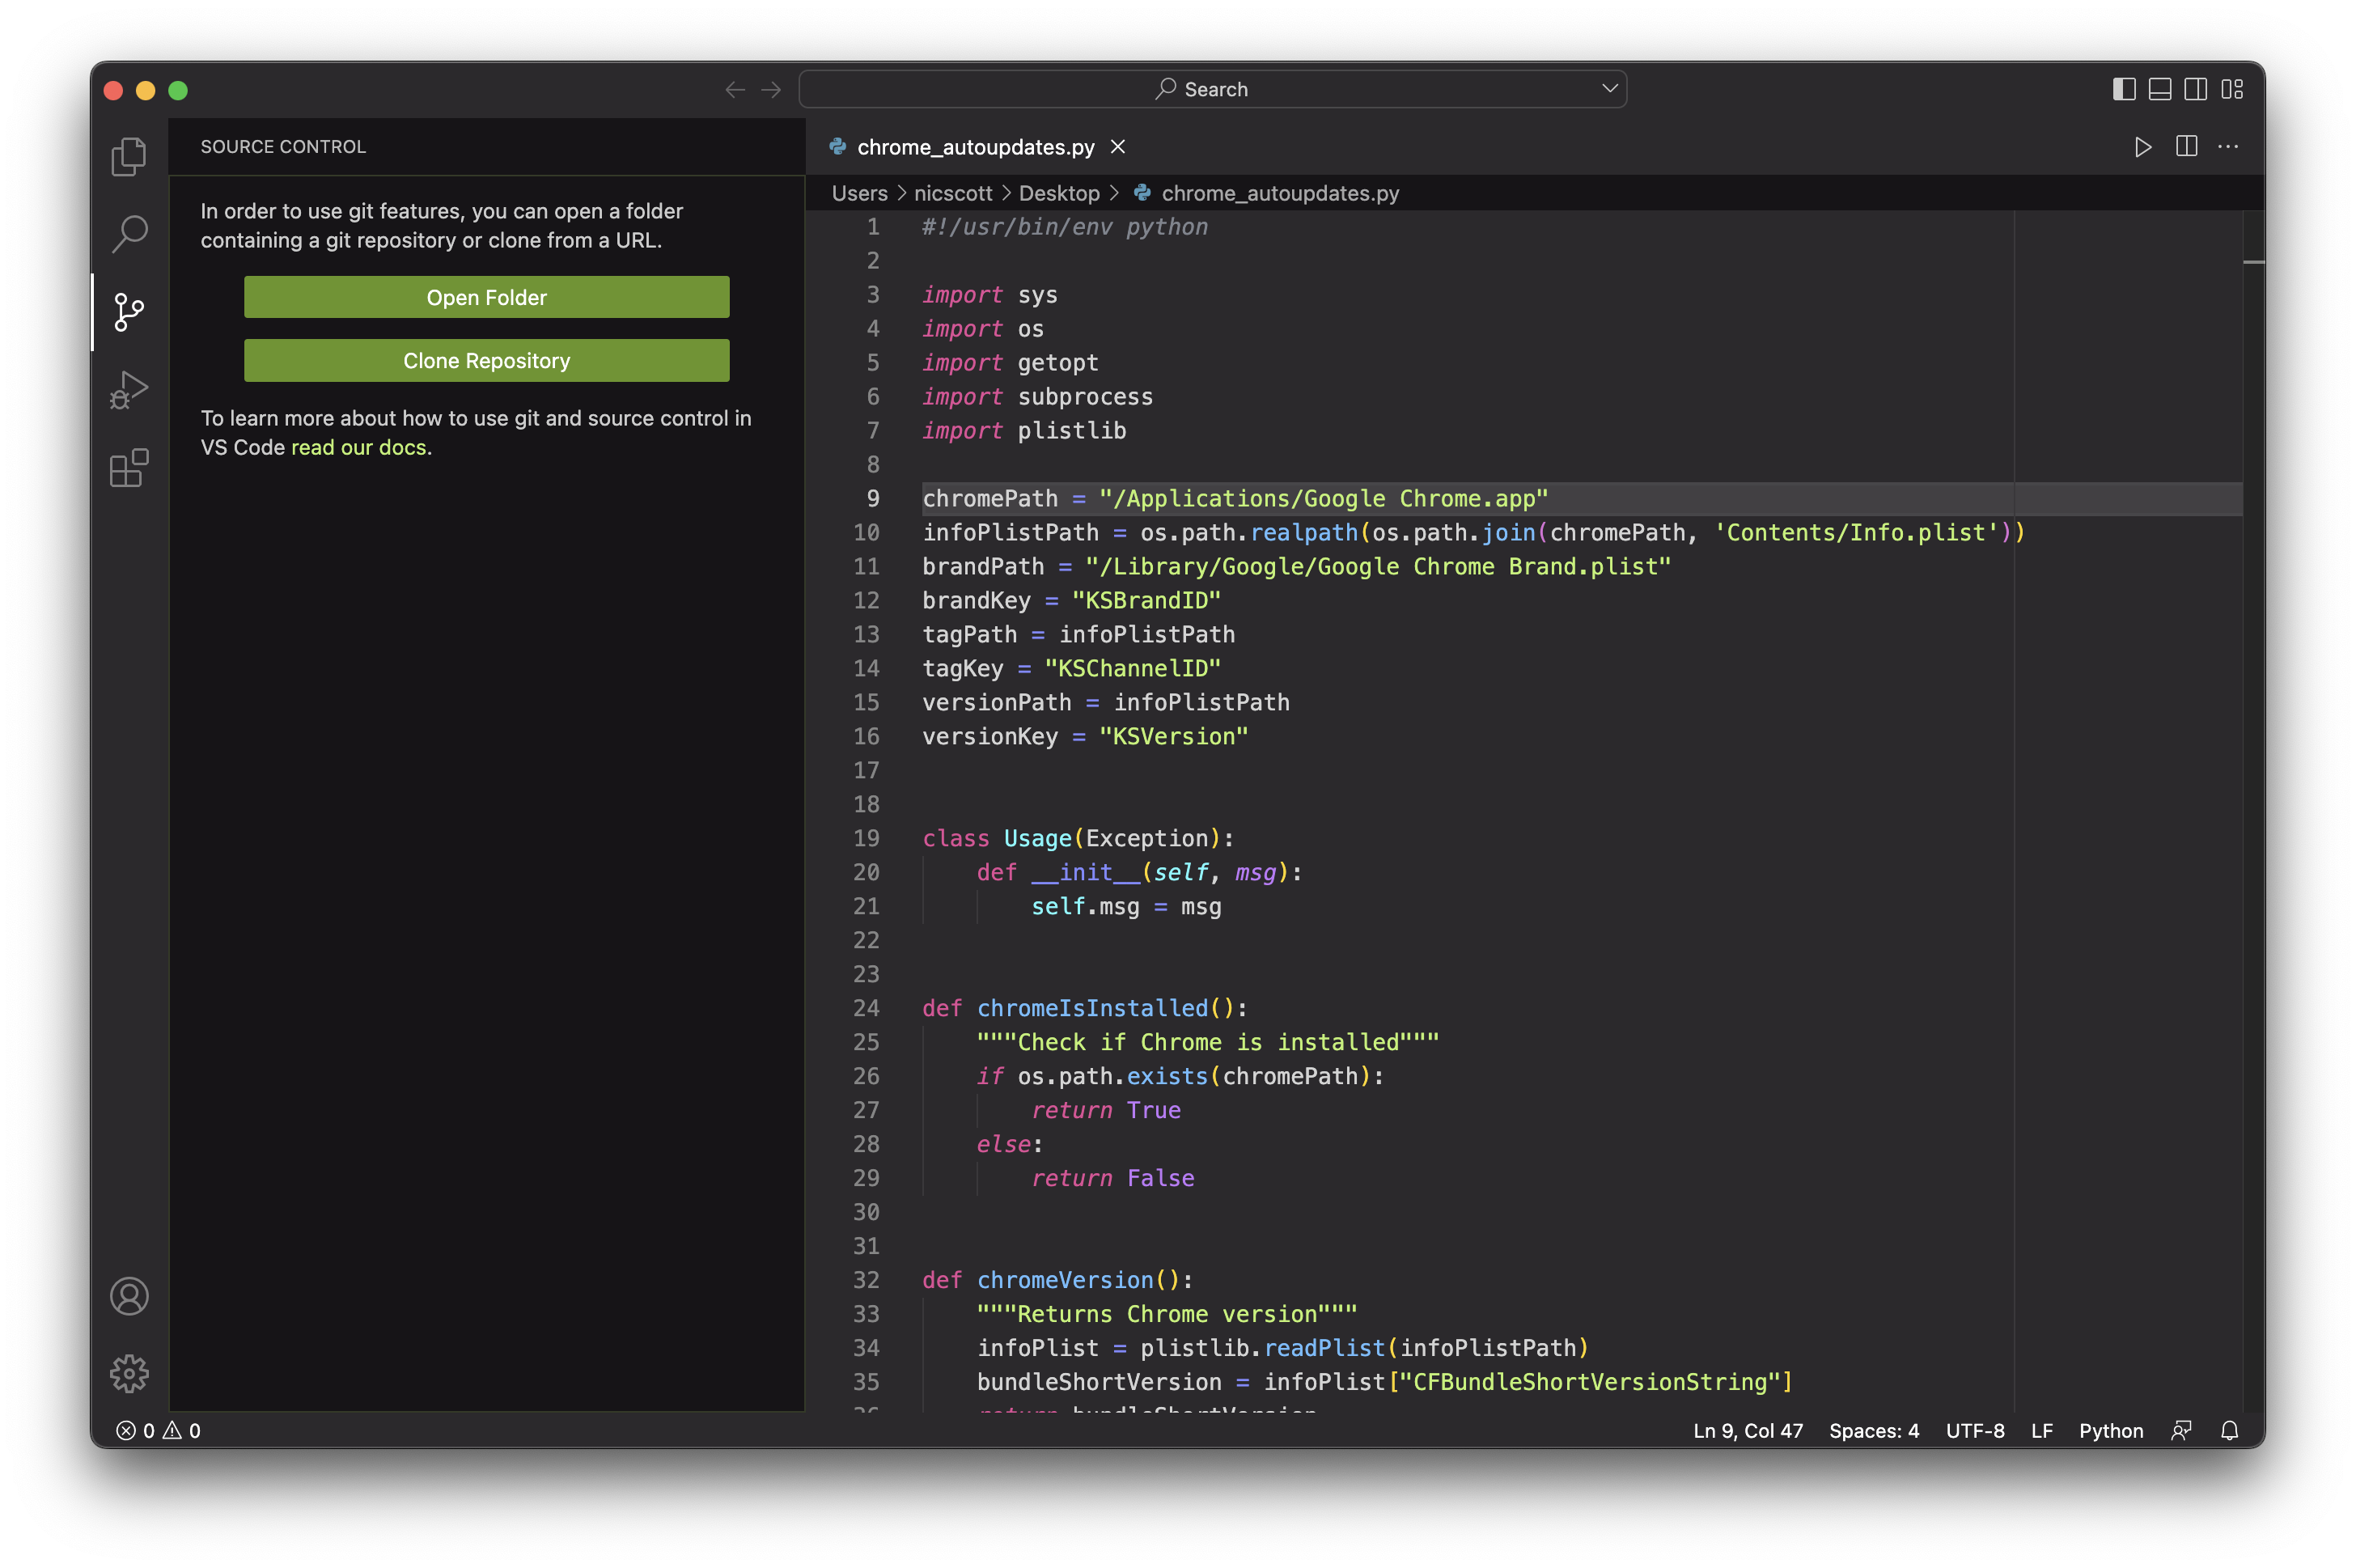 Search
SOURCE CONTROL
In order to use git features, you can open a folder
containing a git repository or clone from a URL.
Open Folder
Clone Repository
To learn more about how to use git and source control in
VS Code read our docs.
chrome_autoupdates.py
Users > nicscott > Desktop > chrome_autoupdates.py
1 #!/usr/bin/env python
2
3 import sys
4 import os
5 import getopt
6 import subprocess
7 import plistlib
8
9 chromePath = "/Applications/Google Chrome.app"
10 infoPlistPath = os.path.realpath(os.path.join(chromePath, 'Contents/Info.plist'))
11 brandPath = "/Library/Google/Google Chrome Brand.plist"
12 brandKey = "KSBrandID"
13 tagPath = infoPlistPath
14 tagKey = "KSChannelID"
15 versionPath = infoPlistPath
16 versionKey = "KSVersion"
17
18
19 class Usage(Exception):
20     def __init__(self, msg):
21         self.msg = msg
22
23
24 def chromeIsInstalled():
25     """Check if Chrome is installed"""
26     if os.path.exists(chromePath):
27         return True
28     else:
29         return False
30
31
32 def chromeVersion():
33     """Returns Chrome version"""
34     infoPlist = plistlib.readPlist(infoPlistPath)
35     bundleShortVersion = infoPlist["CFBundleShortVersionString"]
36     return bundleShortVersion
0 0
Ln 9, Col 47 Spaces: 4 UTF-8 LF Python